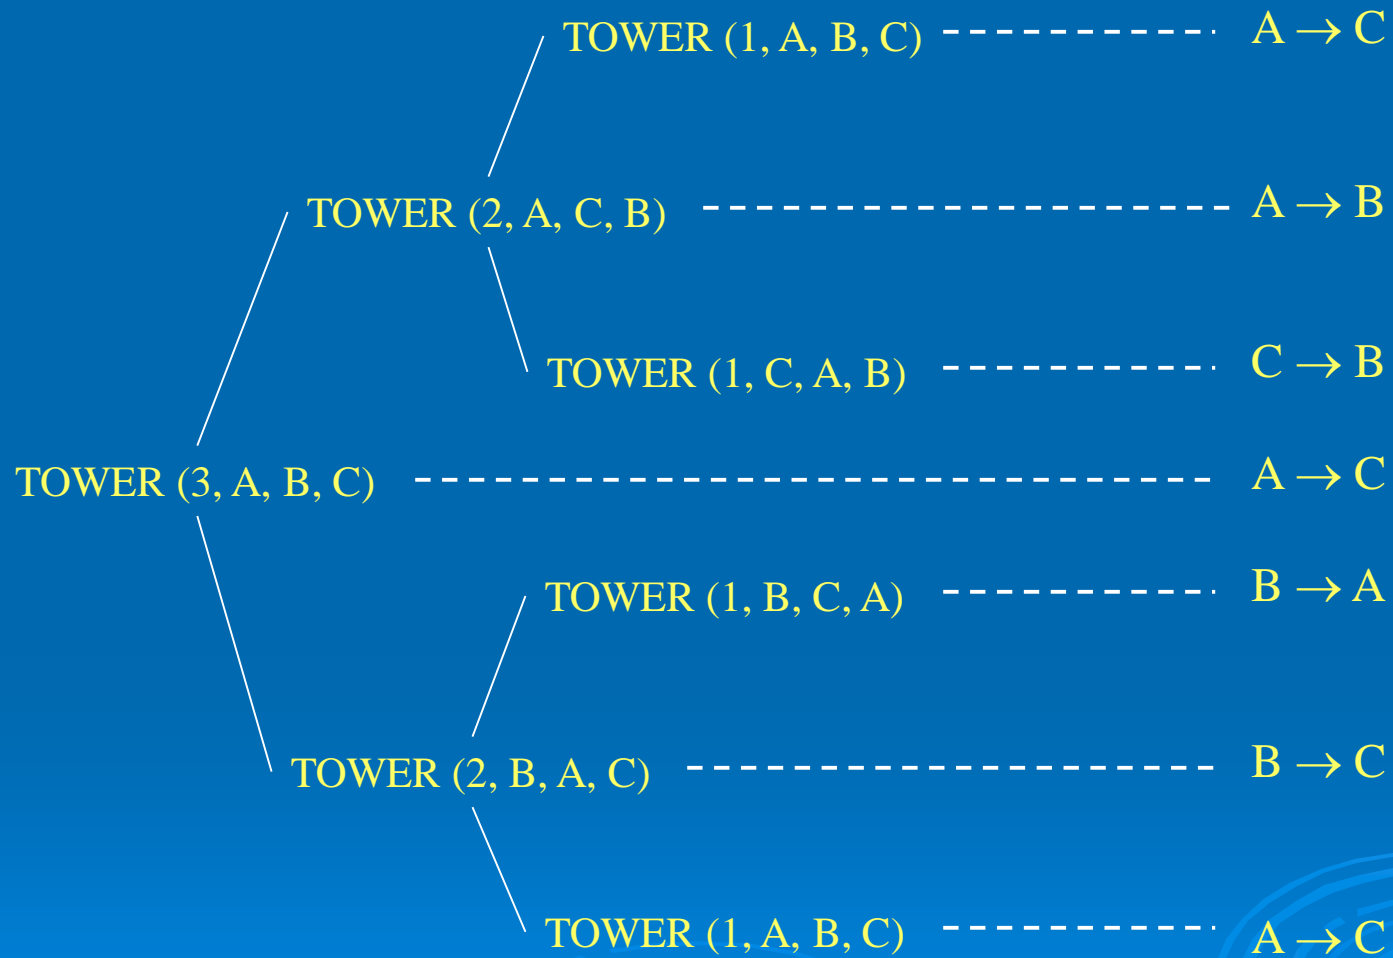 TOWER (1, A, B, C) A → C
TOWER (2, A, C, B) A → B
TOWER (1, C, A, B) C → B
TOWER (3, A, B, C) A → C
TOWER (1, B, C, A) B → A
TOWER (2, B, A, C) B → C
TOWER (1, A, B, C) A → C